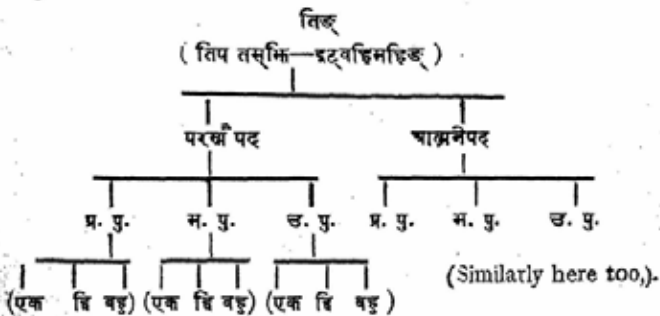 तिङ्
( तिप तस्झि—इट्वहिमहिङ् )
परस्मै पद आत्मनेपद
प्र. पु. म. पु. उ. पु. प्र. पु. म. पु. उ. पु.
(एक द्वि बहु) (एक द्वि बहु) (एक द्वि बहु ) (Similarly here too,).